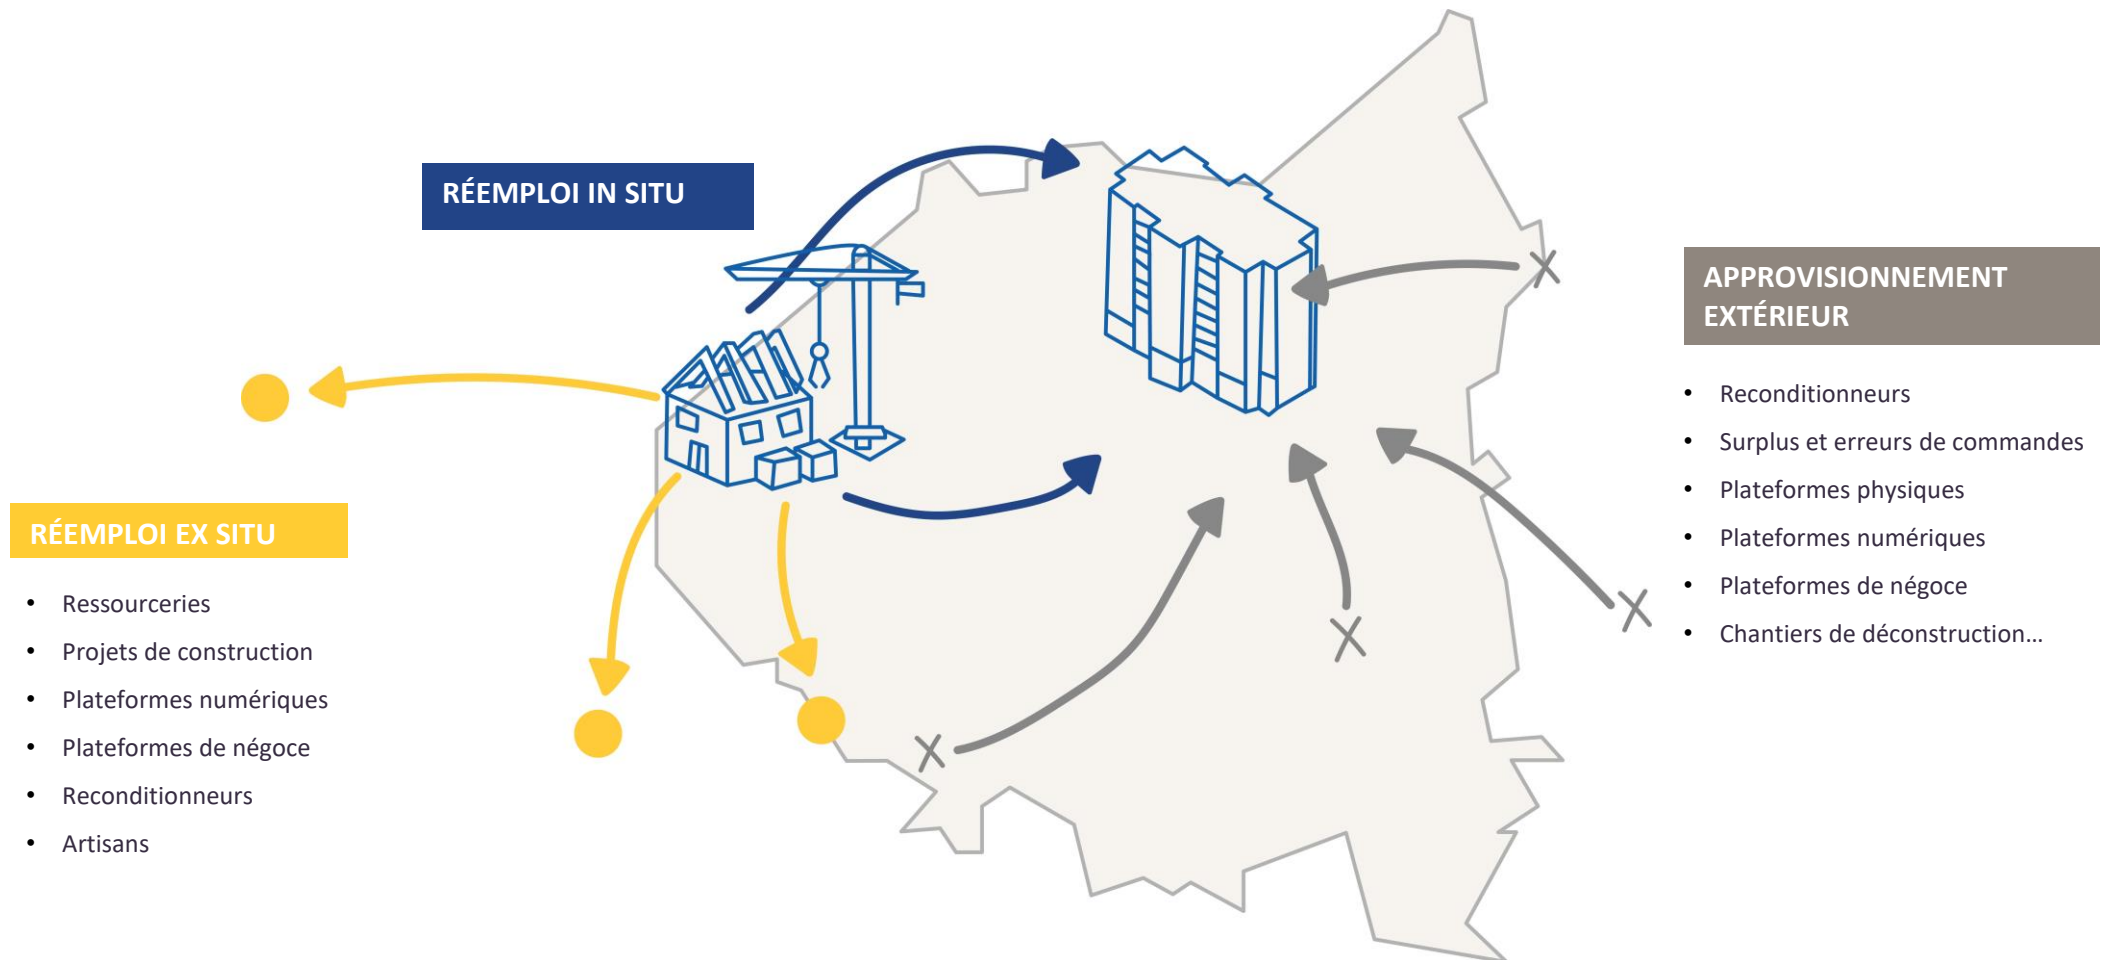 RÉEMPLOI IN SITU
RÉEMPLOI EX SITU
• Ressourceries
• Projets de construction
• Plateformes numériques
• Plateformes de négoce
• Reconditionneurs
• Artisans
APPROVISIONNEMENT
EXTÉRIEUR
• Reconditionneurs
• Surplus et erreurs de commandes
• Plateformes physiques
• Plateformes numériques
• Plateformes de négoce
• Chantiers de déconstruction…